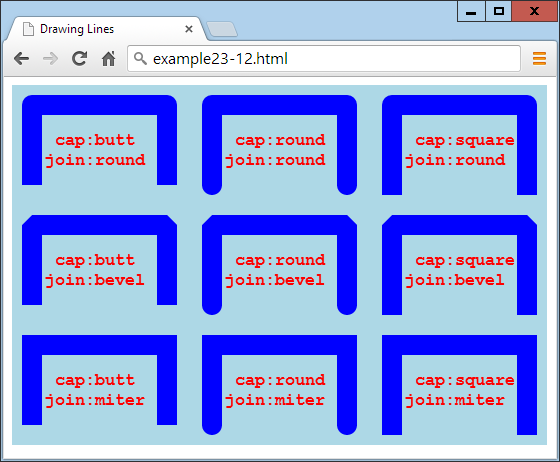 Drawing Lines
example23-12.html
cap:butt
join:round
cap:round
join:round
cap:square
join:round
cap:butt
join:bevel
cap:round
join:bevel
cap:square
join:bevel
cap:butt
join:miter
cap:round
join:miter
cap:square
join:miter